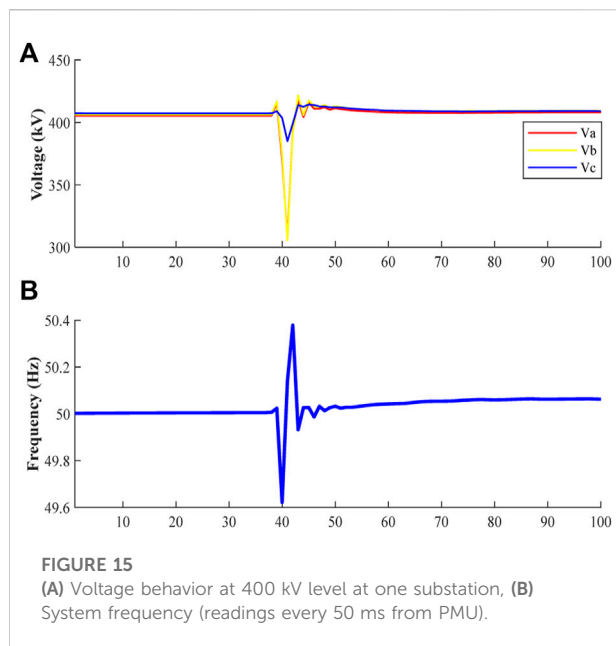 A
Voltage (kV)
450
400
350
300
Va
Vb
Vc
10 20 30 40 50 60 70 80 90 100
B
Frequency (Hz)
50.4
50.2
50
49.8
49.6
10 20 30 40 50 60 70 80 90 100
FIGURE 15
(A) Voltage behavior at 400 kV level at one substation, (B)
System frequency (readings every 50 ms from PMU).